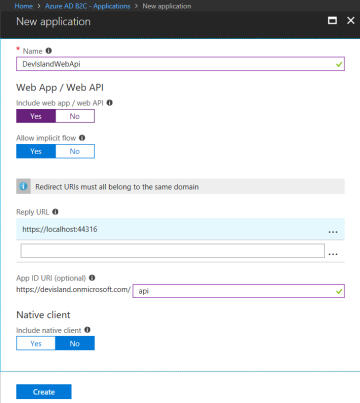 Home > Azure AD B2C - Applications > New application
New application
* Name
DevIslandWebApi
Web App / Web API
Include web app / web API
Yes No
Allow implicit flow
Yes No
Redirect URIs must all belong to the same domain
Reply URL
https://localhost:44316 ...
...
App ID URI (optional)
https://devisland.onmicrosoft.com/ api
Native client
Include native client
Yes No
Create